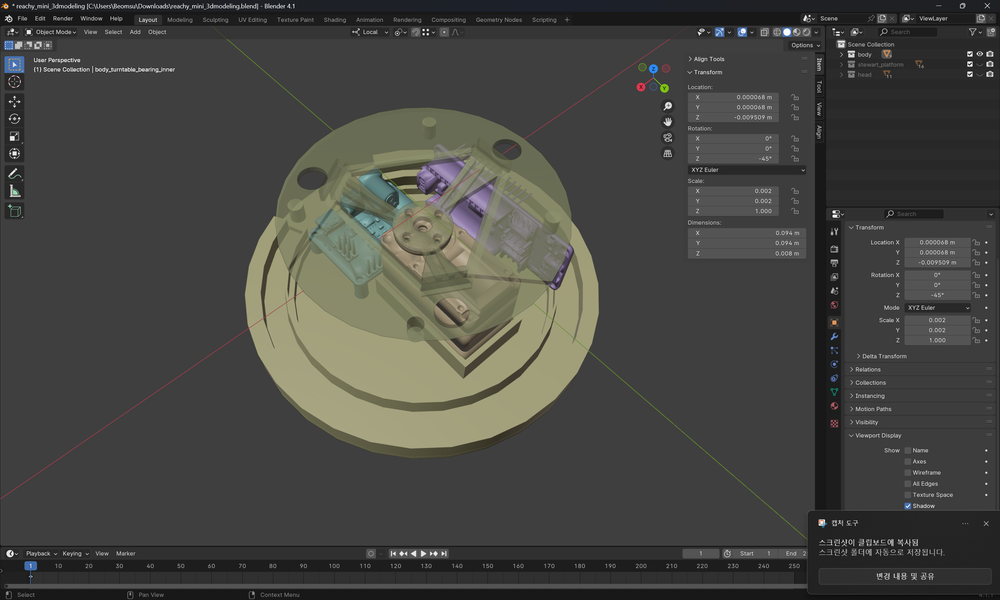 * reachy_mini_3dmodeling [C:\Users\Beomsu\Downloads\reachy_mini_3dmodeling.blend] - Blender 4.1
File Edit Render Window Help Layout Modeling Sculpting UV Editing Texture Paint Shading Animation Rendering Compositing Geometry Nodes Scripting + Scene ViewLayer
Object Mode View Select Add Object Local Search
Options
User Perspective
(1) Scene Collection | body_turntable_bearing_inner
Z
X
Y
Align Tools
Transform
Location:
X 0.000068 m
Y 0.000068 m
Z -0.009509 m
Rotation:
X 0°
Y 0°
Z -45°
XYZ Euler
Scale:
X 0.002
Y 0.002
Z 1.000
Dimensions:
X 0.094 m
Y 0.094 m
Z 0.008 m
Item
Tool
View
Align
Scene Collection
body 9
stewart_platform 16
head 11
Search
Transform
Location X 0.000068 m
Y 0.000068 m
Z -0.009509 m
Rotation X 0°
Y 0°
Z -45°
Mode XYZ Euler
Scale X 0.002
Y 0.002
Z 1.000
Delta Transform
Relations
Collections
Instancing
Motion Paths
Visibility
Viewport Display
Show Name
Axes
Wireframe
All Edges
Texture Space
Shadow
캡처 도구
스크린샷이 클립보드에 복사됨
스크린샷 폴더에 자동으로 저장됩니다.
변경 내용 및 공유
Playback Keying View Marker 1 Start 1 End
1 10 20 30 40 50 60 70 80 90 100 110 120 130 140 150 160 170 180 190 200 210 220 230 240 250
Select Pan View Context Menu